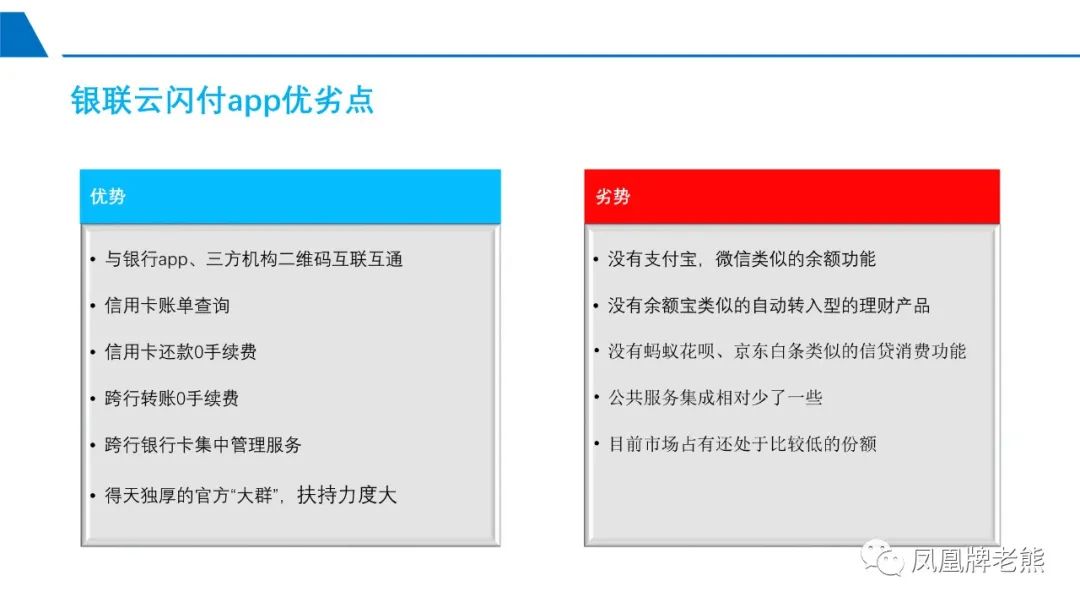 银联云闪付app优劣点
优势
• 与银行app、三方机构二维码互联互通
• 信用卡账单查询
• 信用卡还款0手续费
• 跨行转账0手续费
• 跨行银行卡集中管理服务
• 得天独厚的官方“大群”，扶持力度大
劣势
• 没有支付宝，微信类似的余额功能
• 没有余额宝类似的自动转入型的理财产品
• 没有蚂蚁花呗、京东白条类似的信贷消费功能
• 公共服务集成相对少了一些
• 目前市场占有还处于比较低的份额
凤凰牌老熊